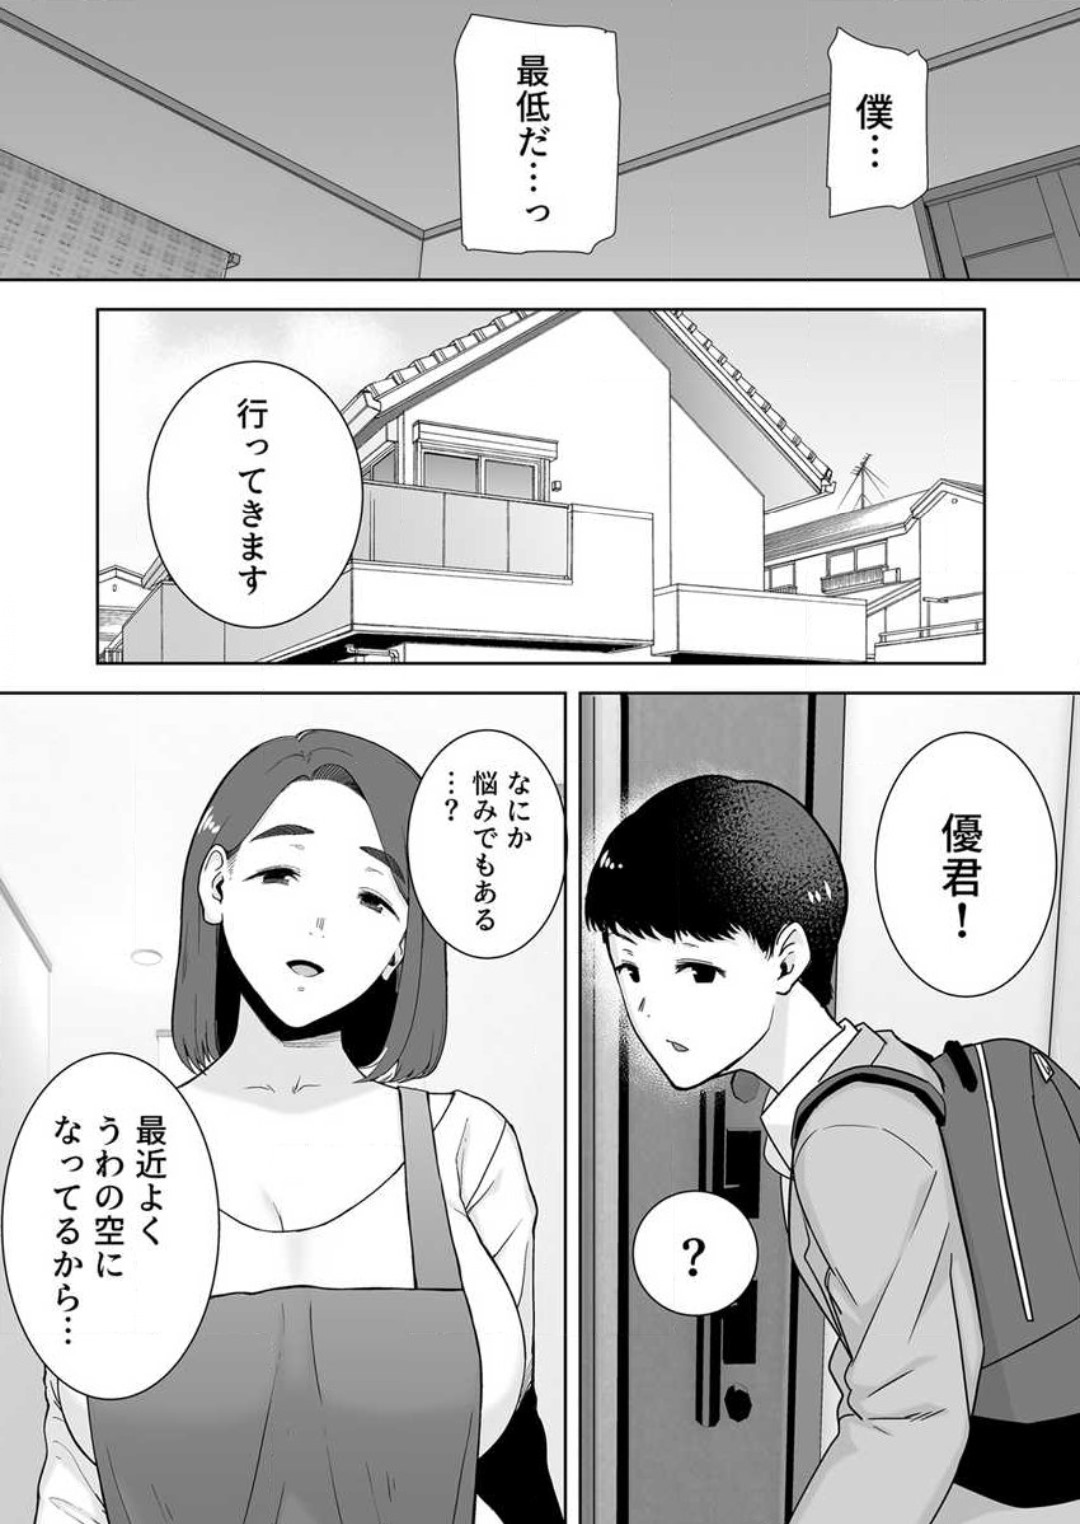 僕…
最低だ…っ
行ってきます
優君！
？
なにか
悩みでもある
…？
最近よく
うわの空に
なってるから…